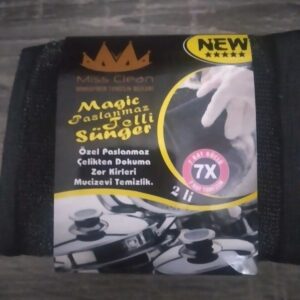 NEW
Miss Clean
Magic
Paslanmaz
Telli
Sünger
Özel Paslanmaz
Çelikten Dokuma
Zor Kirleri
Mucizevi Temizlik.
7X
2 li